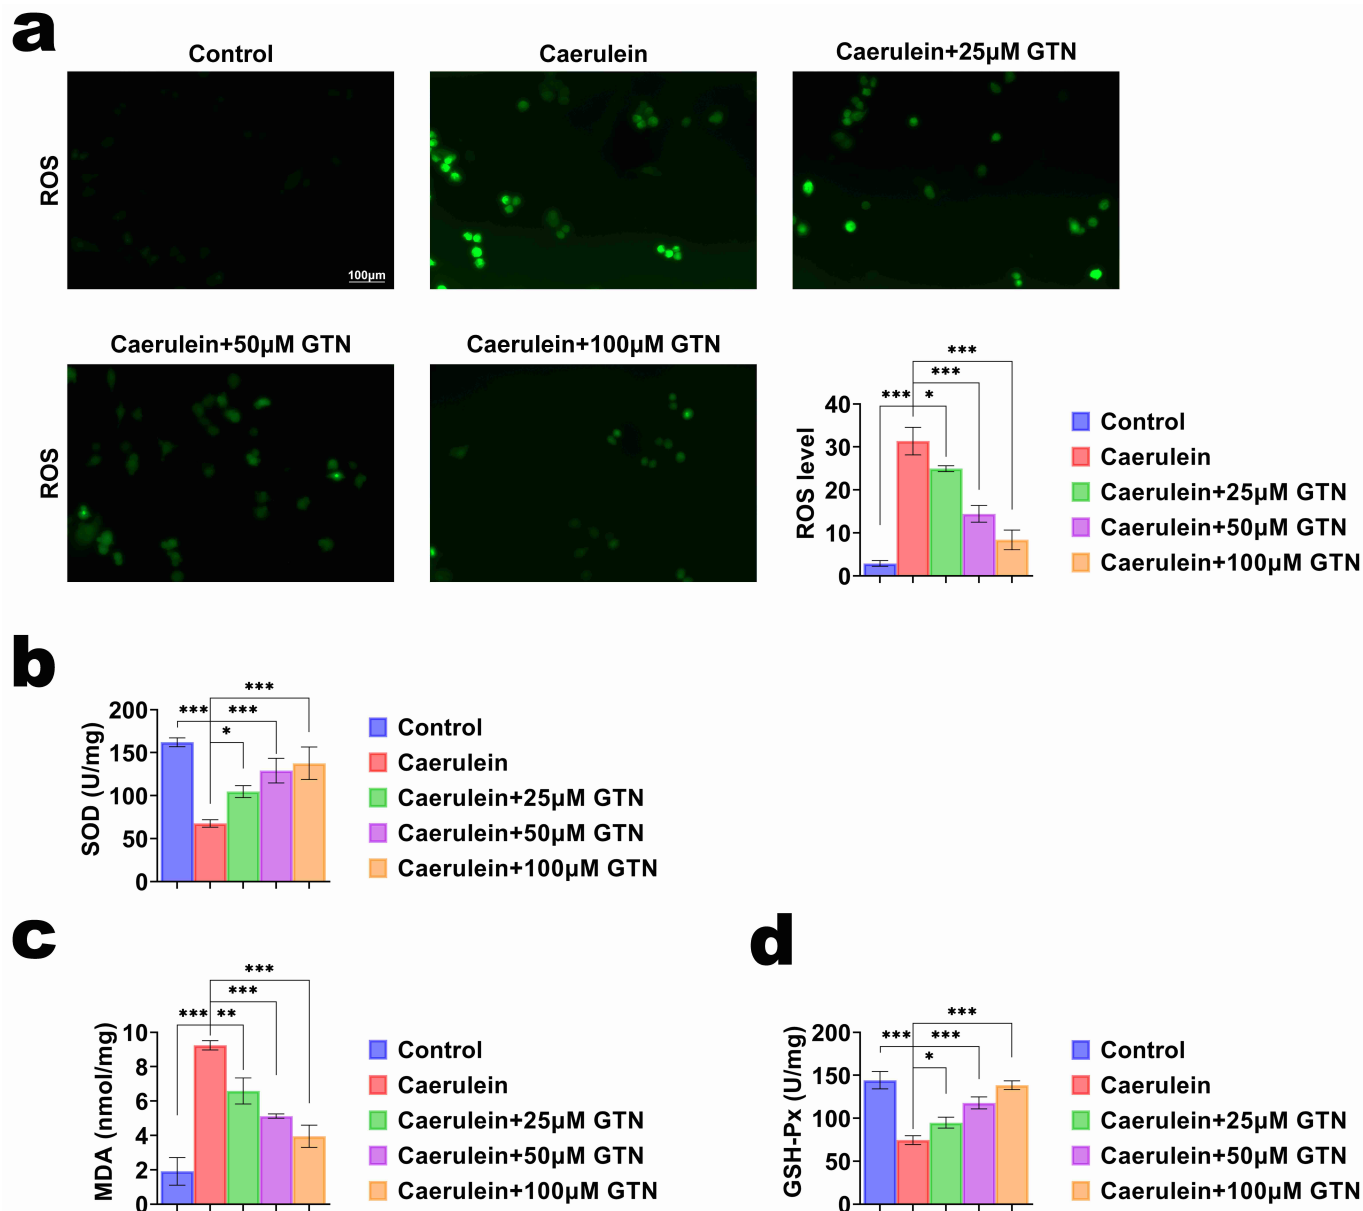 a
Control
Caerulein
Caerulein+25μM GTN
ROS
100μm
Caerulein+50μM GTN
Caerulein+100μM GTN
ROS
ROS level
40
30
20
10
0
***
***
*** *
Control
Caerulein
Caerulein+25μM GTN
Caerulein+50μM GTN
Caerulein+100μM GTN
b
SOD (U/mg)
200
150
100
50
0
***
*** ***
*
Control
Caerulein
Caerulein+25μM GTN
Caerulein+50μM GTN
Caerulein+100μM GTN
c
MDA (nmol/mg)
10
8
6
4
2
0
***
***
*** **
Control
Caerulein
Caerulein+25μM GTN
Caerulein+50μM GTN
Caerulein+100μM GTN
d
GSH-Px (U/mg)
200
150
100
50
0
***
*** ***
*
Control
Caerulein
Caerulein+25μM GTN
Caerulein+50μM GTN
Caerulein+100μM GTN